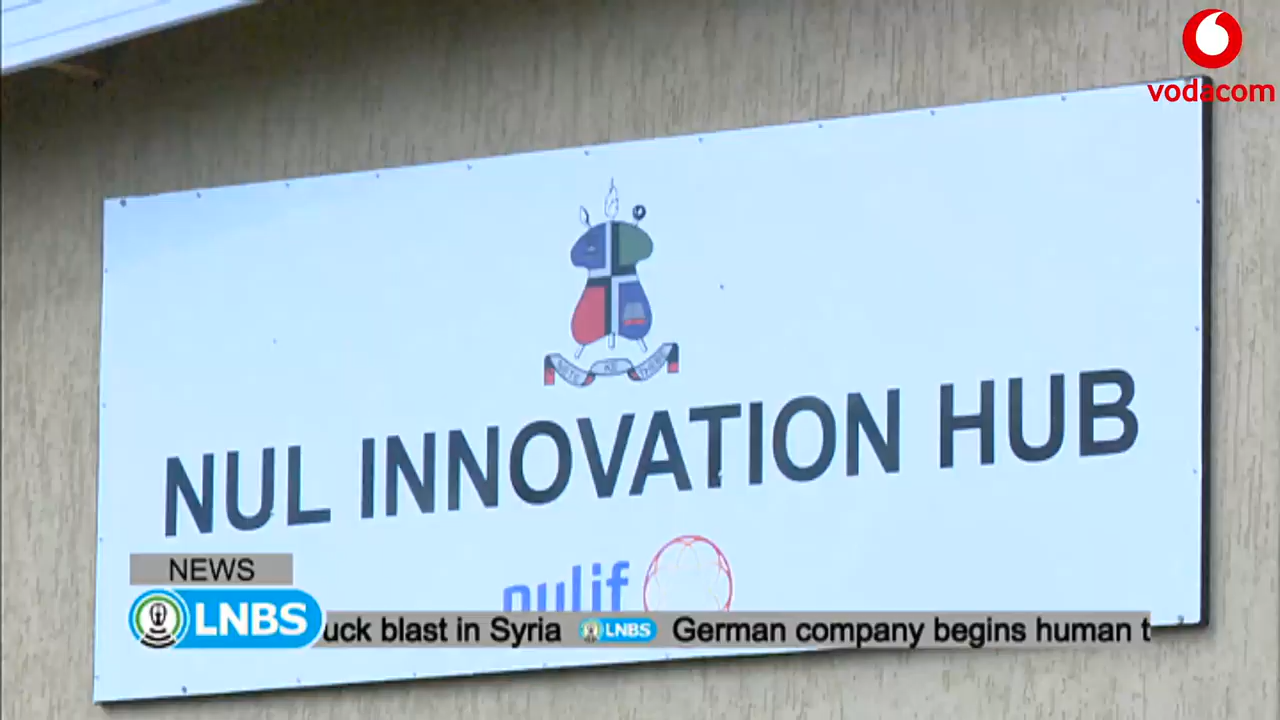 vodacom
NUL INNOVATION HUB
nulif
NEWS
LNBS
uck blast in Syria LNBS German company begins human t